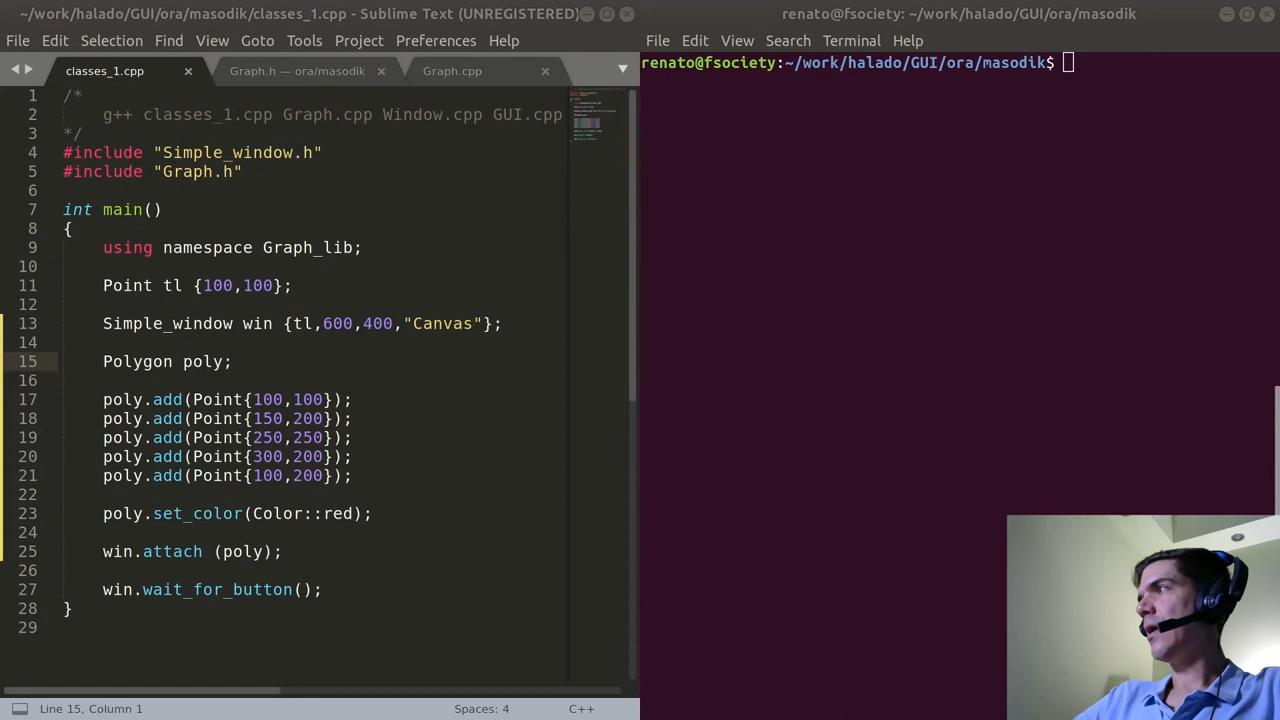 ~/work/halado/GUI/ora/masodik/classes_1.cpp - Sublime Text (UNREGISTERED)
File Edit Selection Find View Goto Tools Project Preferences Help
classes_1.cpp × Graph.h — ora/masodik × Graph.cpp ×
1 /*
2 g++ classes_1.cpp Graph.cpp Window.cpp GUI.cpp
3 */
4 #include "Simple_window.h"
5 #include "Graph.h"
6
7 int main()
8 {
9 using namespace Graph_lib;
10
11 Point tl {100,100};
12
13 Simple_window win {tl,600,400,"Canvas"};
14
15 Polygon poly;
16
17 poly.add(Point{100,100});
18 poly.add(Point{150,200});
19 poly.add(Point{250,250});
20 poly.add(Point{300,200});
21 poly.add(Point{100,200});
22
23 poly.set_color(Color::red);
24
25 win.attach (poly);
26
27 win.wait_for_button();
28 }
29
Line 15, Column 1 Spaces: 4 C++
renato@fsociety: ~/work/halado/GUI/ora/masodik
File Edit View Search Terminal Help
renato@fsociety:~/work/halado/GUI/ora/masodik$